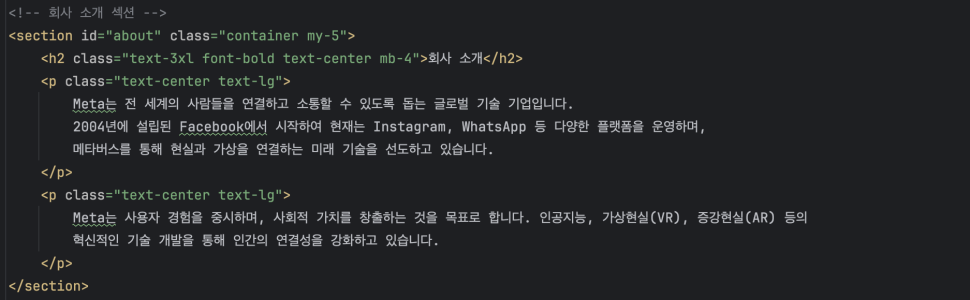 <!-- 회사 소개 섹션 -->
<section id="about" class="container my-5">
    <h2 class="text-3xl font-bold text-center mb-4">회사 소개</h2>
    <p class="text-center text-lg">
        Meta는 전 세계의 사람들을 연결하고 소통할 수 있도록 돕는 글로벌 기술 기업입니다.
        2004년에 설립된 Facebook에서 시작하여 현재는 Instagram, WhatsApp 등 다양한 플랫폼을 운영하며,
        메타버스를 통해 현실과 가상을 연결하는 미래 기술을 선도하고 있습니다.
    </p>
    <p class="text-center text-lg">
        Meta는 사용자 경험을 중시하며, 사회적 가치를 창출하는 것을 목표로 합니다. 인공지능, 가상현실(VR), 증강현실(AR) 등의
        혁신적인 기술 개발을 통해 인간의 연결성을 강화하고 있습니다.
    </p>
</section>